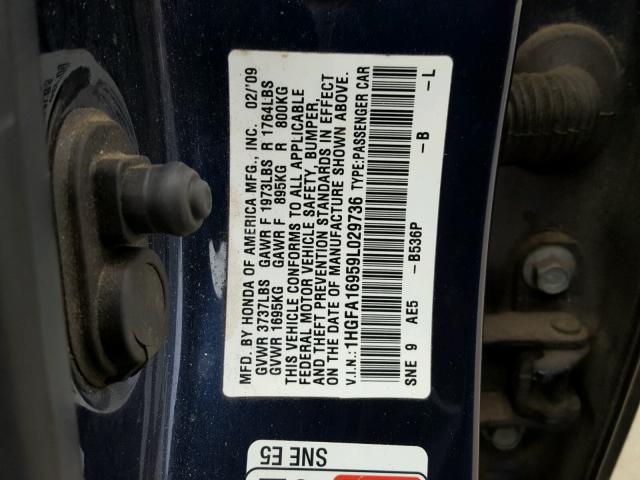 MFD. BY HONDA OF AMERICA MFG., INC. 02/'09
GVWR 3737LBS GAWR F 1973LBS R 1764LBS
GVWR 1695KG GAWR F 895KG R 800KG
THIS VEHICLE CONFORMS TO ALL APPLICABLE
FEDERAL MOTOR VEHICLE SAFETY, BUMPER,
AND THEFT PREVENTION STANDARDS IN EFFECT
ON THE DATE OF MANUFACTURE SHOWN ABOVE.
V.I.N.: 1HGFA16959L029736 TYPE:PASSENGER CAR
SNE 9 AE5 -B536P -B -L
SNE E5